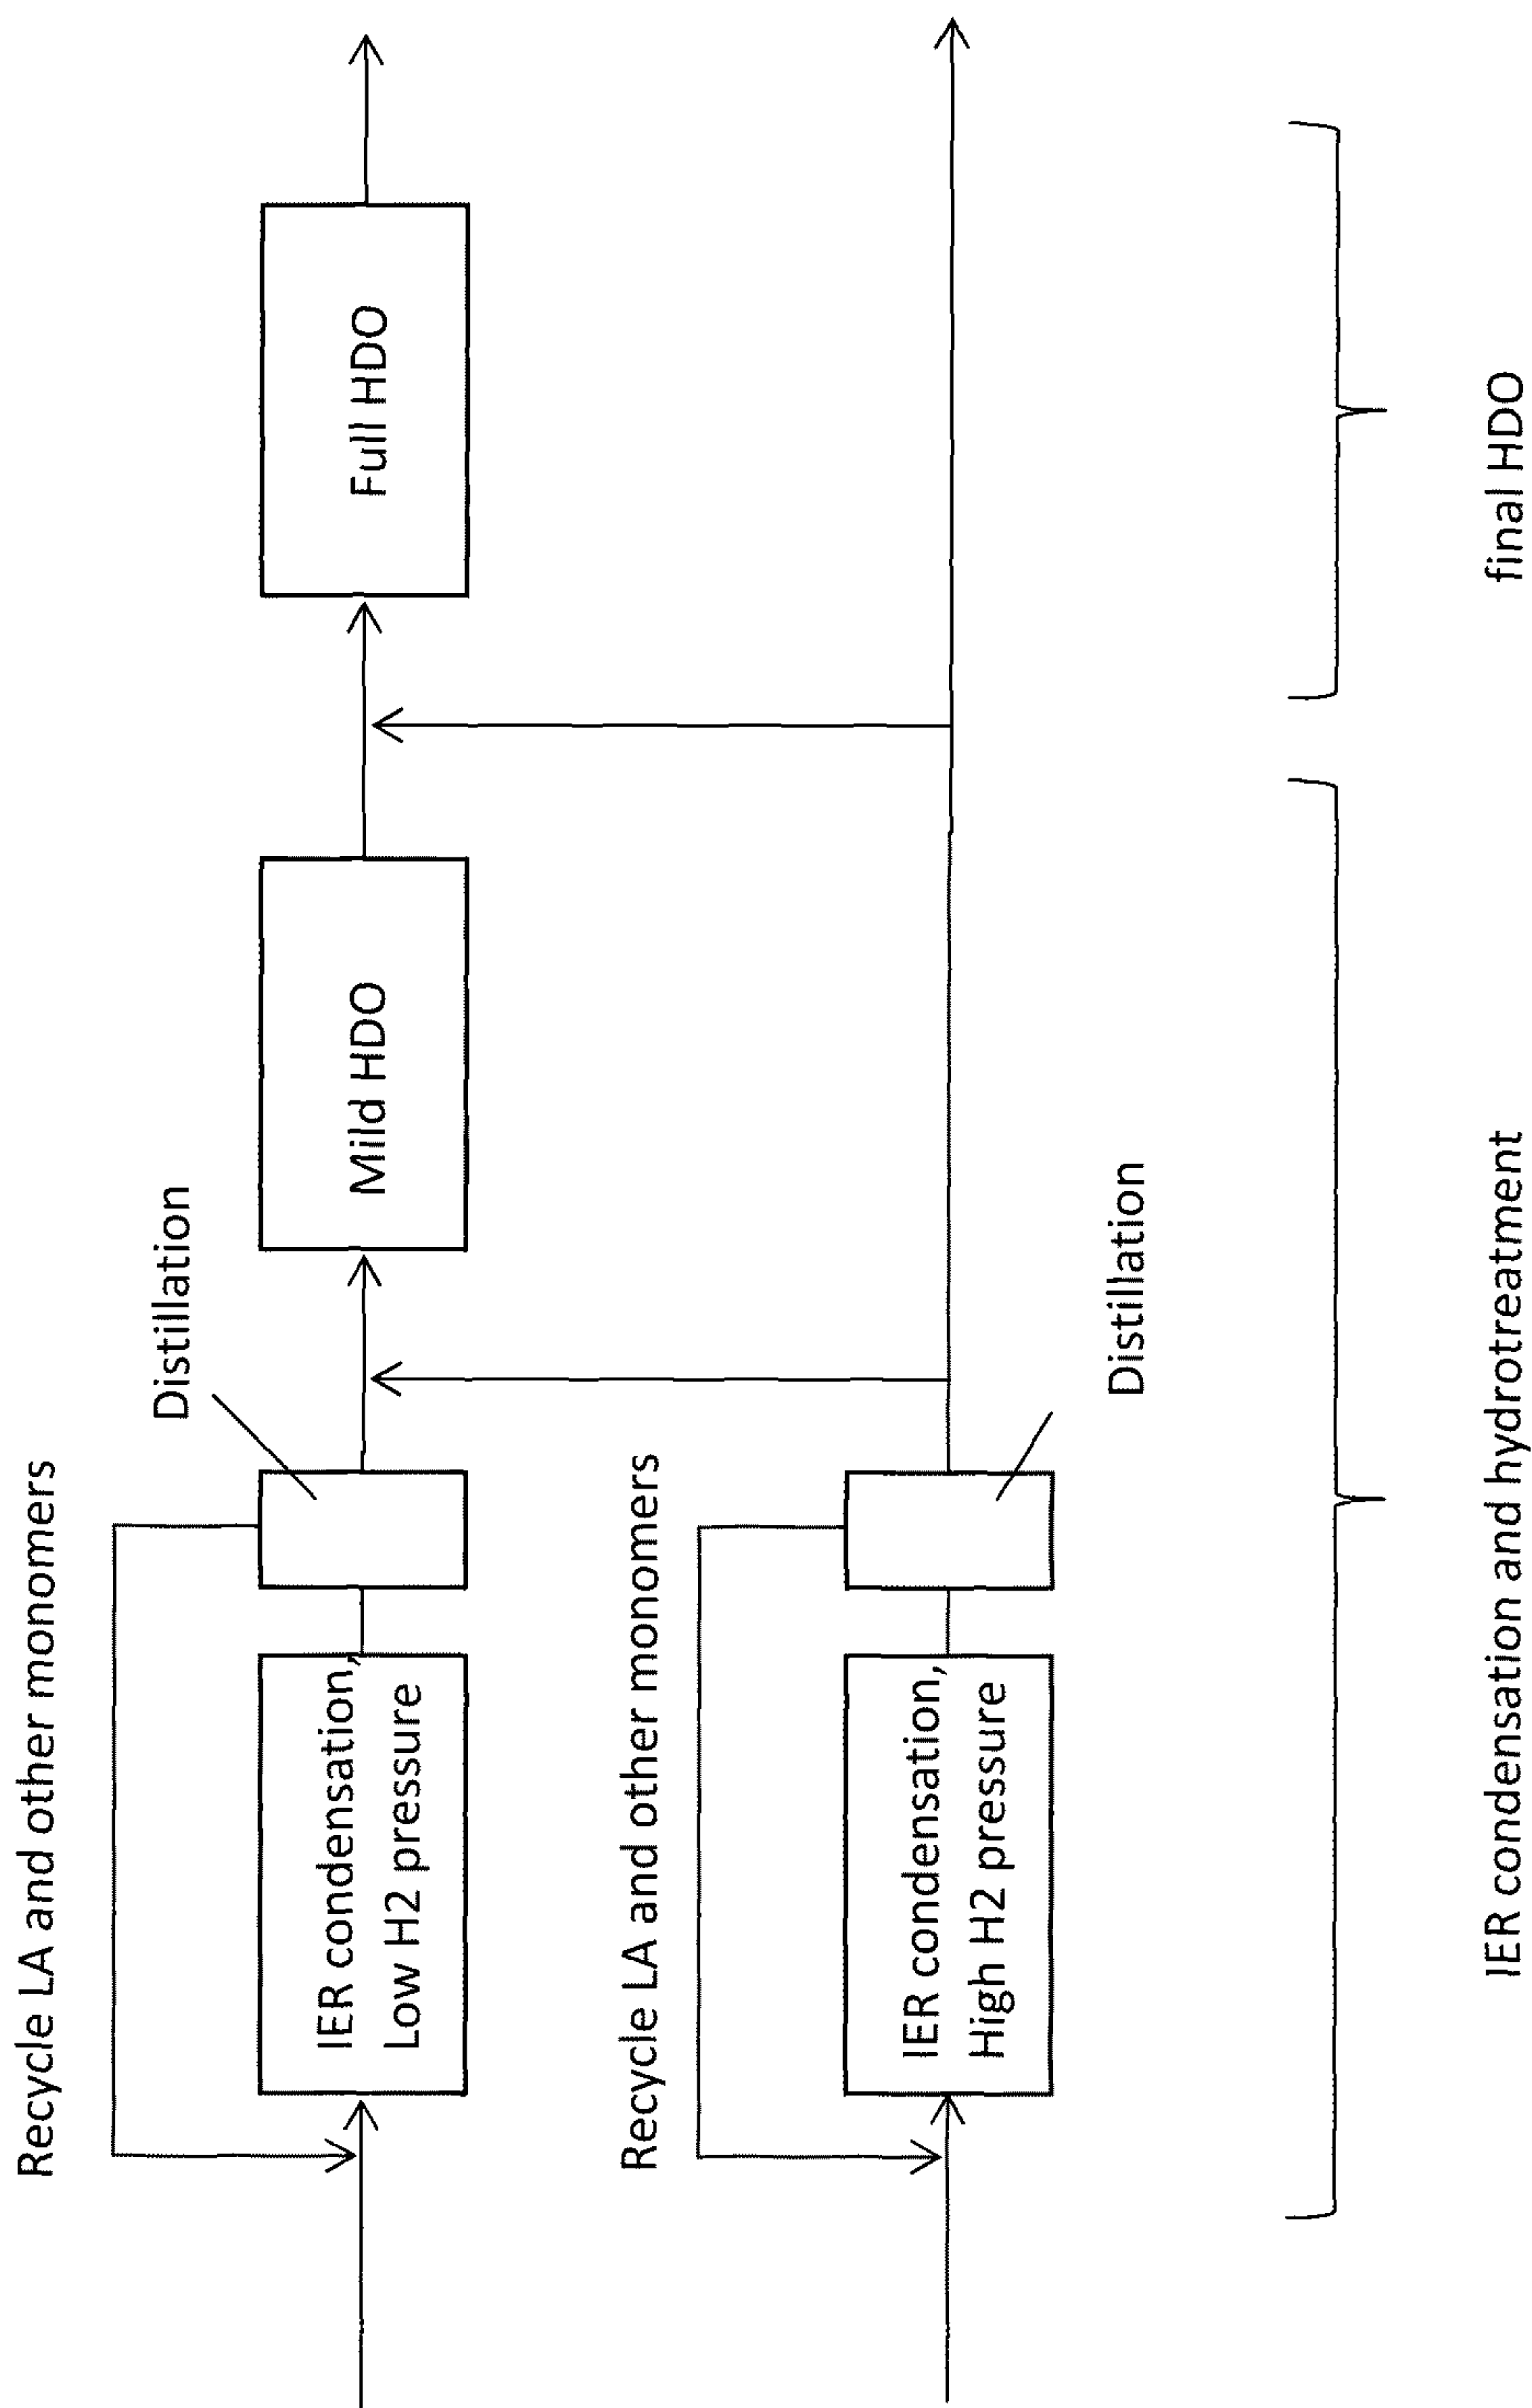 Recycle LA and other monomers
Distillation
IER condensation,
Low H2 pressure
Mild HDO
Full HDO
Recycle LA and other monomers
IER condensation,
High H2 pressure
Distillation
IER condensation and hydrotreatment
final HDO